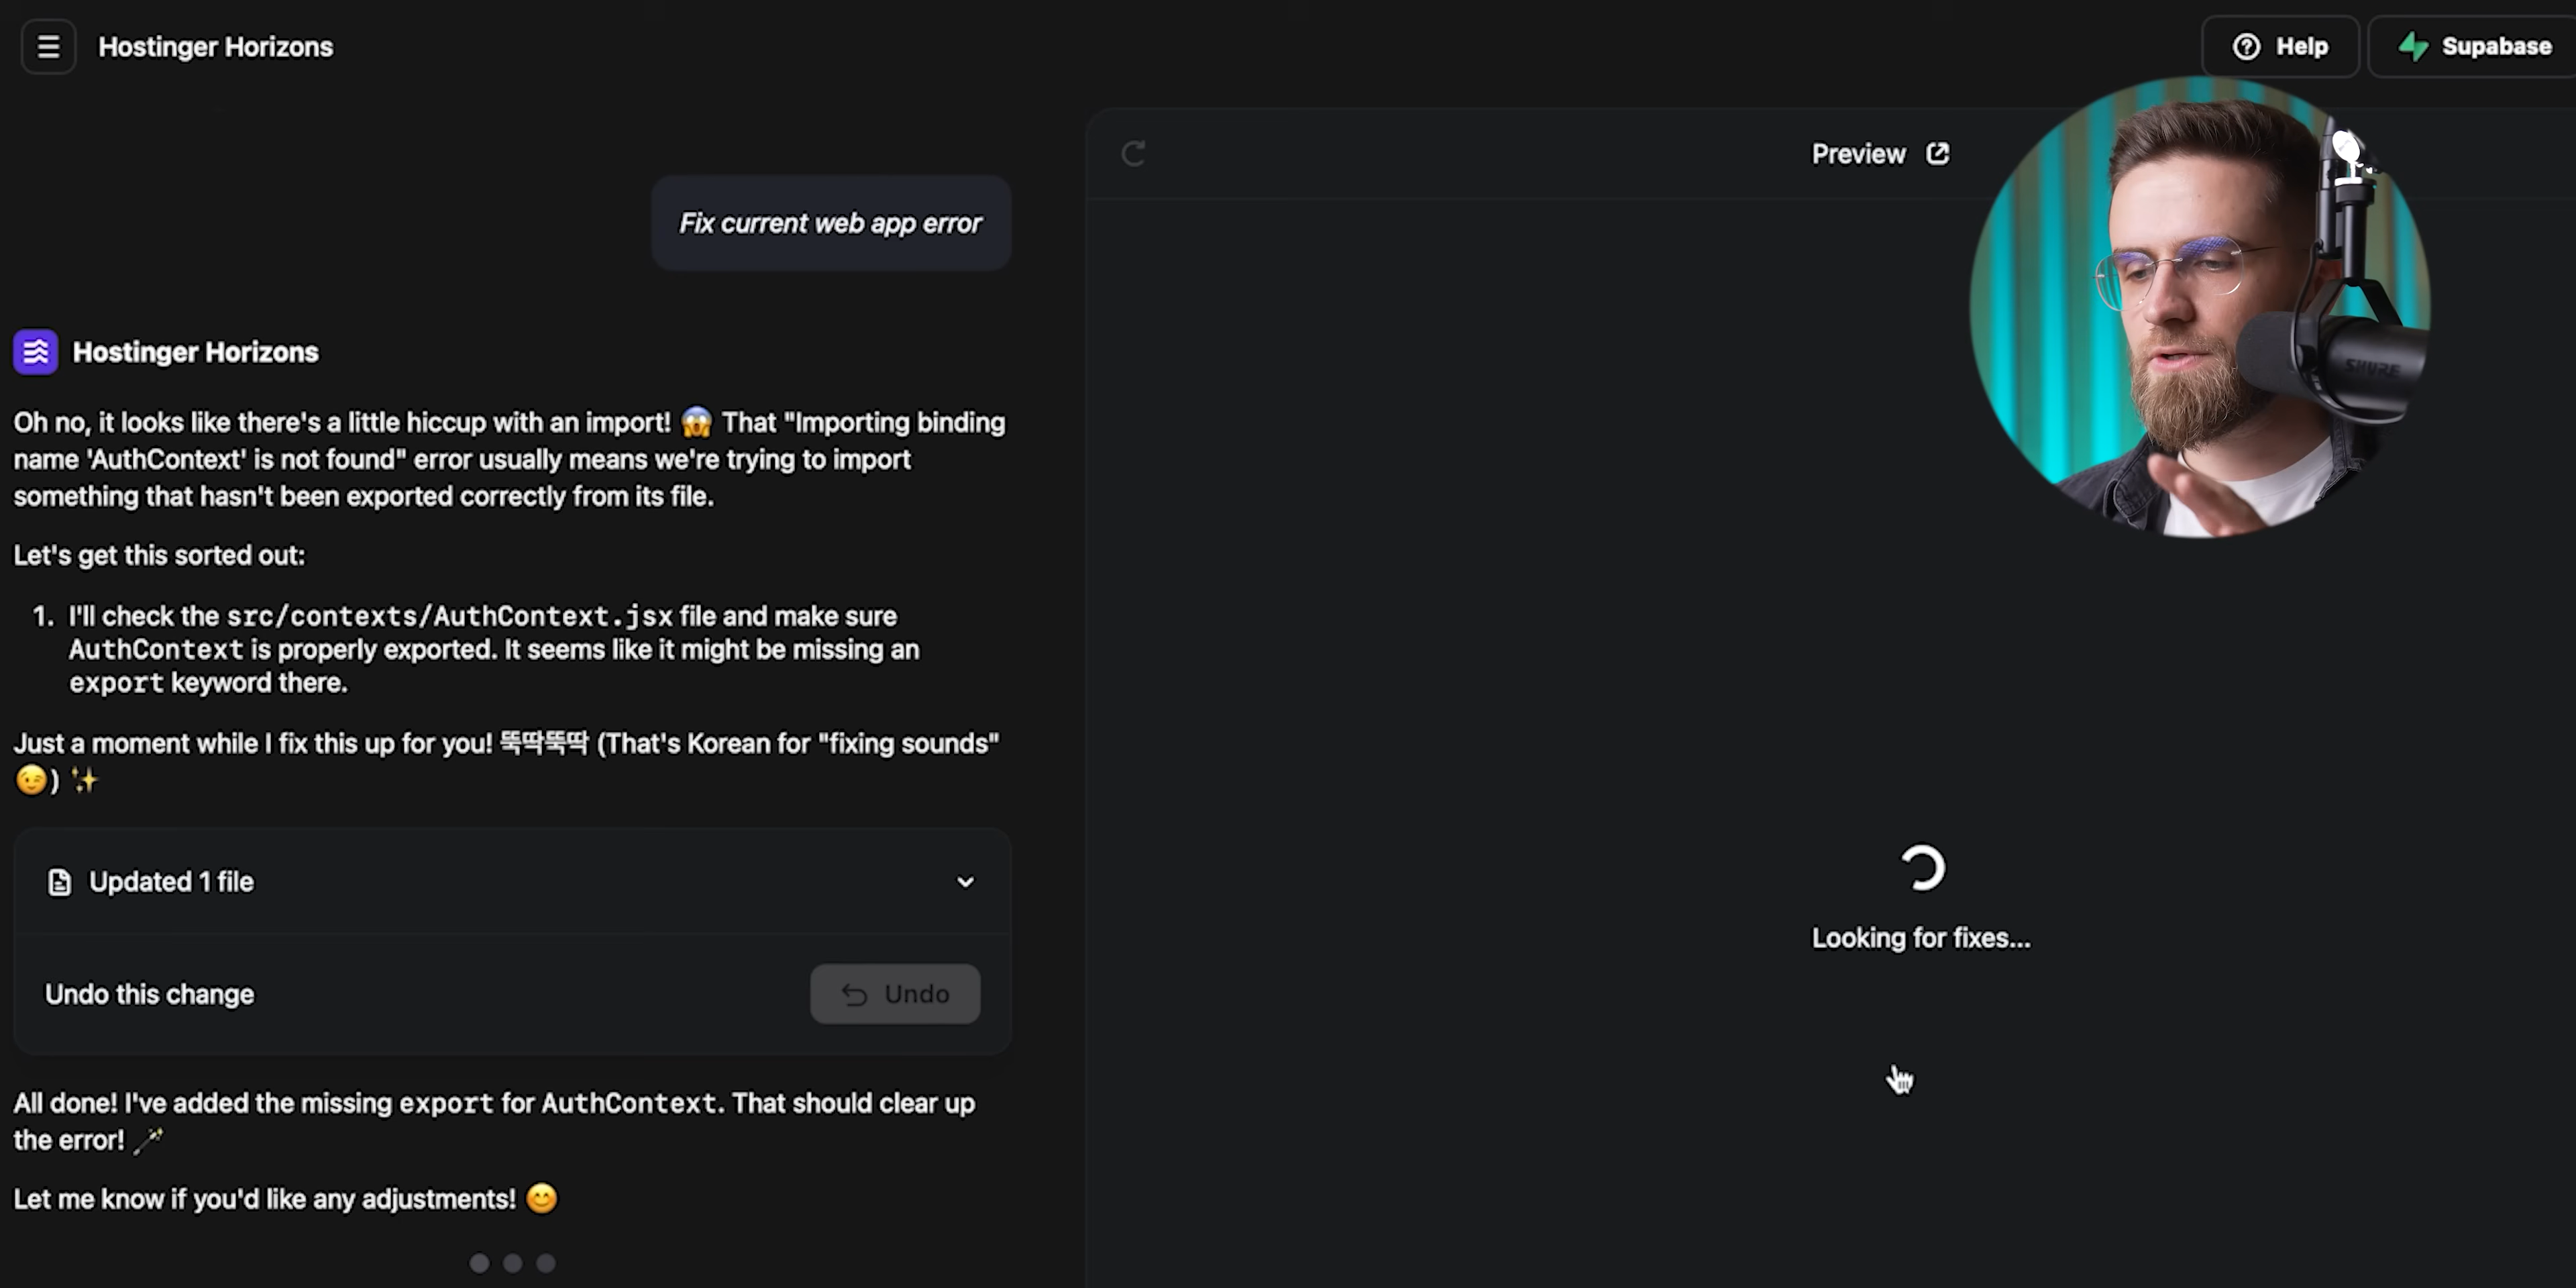 Hostinger Horizons
Help
Supabase
Preview
Fix current web app error
SHURE
Hostinger Horizons
Oh no, it looks like there's a little hiccup with an import! 😱 That "Importing binding
name 'AuthContext' is not found" error usually means we're trying to import
something that hasn't been exported correctly from its file.
Let's get this sorted out:
1. I'll check the src/contexts/AuthContext.jsx file and make sure
AuthContext is properly exported. It seems like it might be missing an
export keyword there.
Just a moment while I fix this up for you! 뚝딱뚝딱 (That's Korean for "fixing sounds"
😉) ✨
Updated 1 file
Looking for fixes...
Undo this change
Undo
All done! I've added the missing export for AuthContext. That should clear up
the error! 🪄
Let me know if you'd like any adjustments! 😊